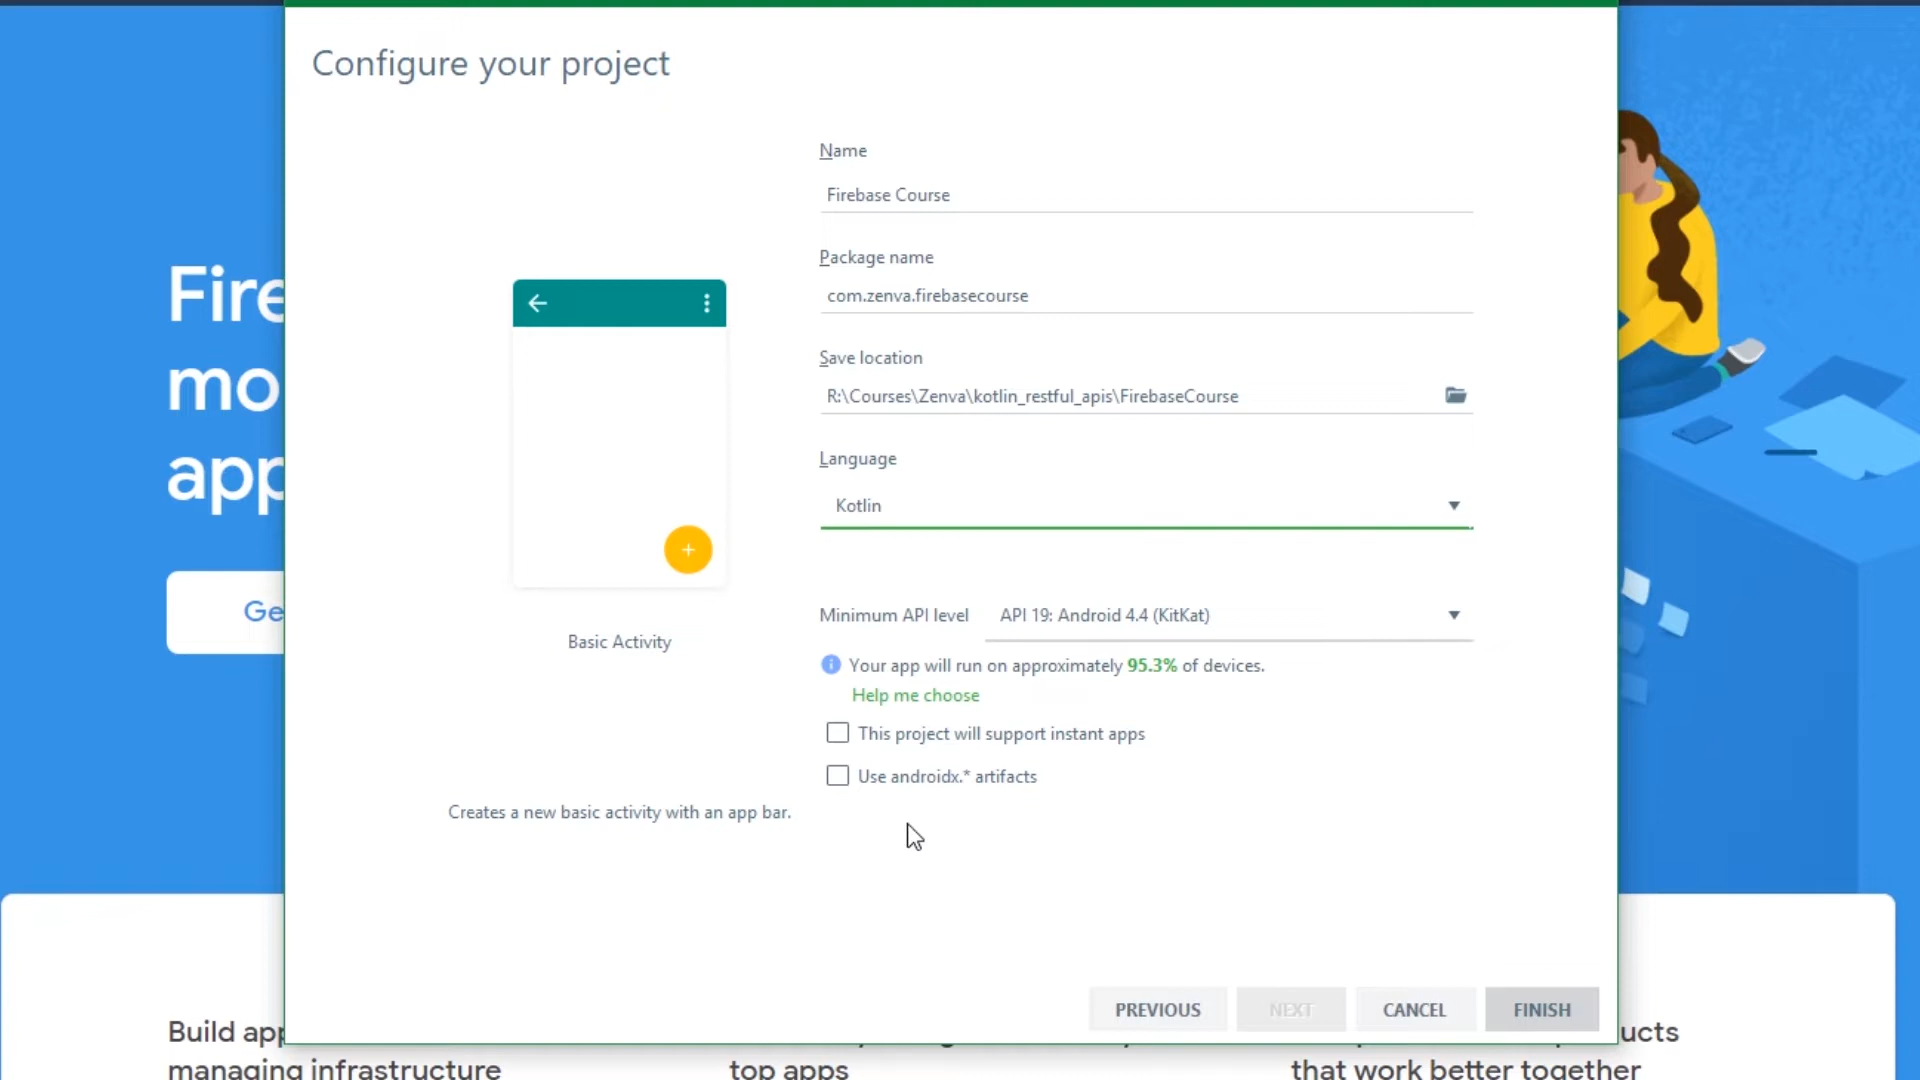 Configure your project
Name
Firebase Course
Package name
com.zenva.firebasecourse
Save location
R:\Courses\Zenva\kotlin_restful_apis\FirebaseCourse
Language
Kotlin
Minimum API level API 19: Android 4.4 (KitKat)
Your app will run on approximately 95.3% of devices.
Help me choose
This project will support instant apps
Use androidx.* artifacts
Basic Activity
Creates a new basic activity with an app bar.
PREVIOUS NEXT CANCEL FINISH
Fire
mo
app
Ge
Build app
managing infrastructure
top apps
ucts
that work better together